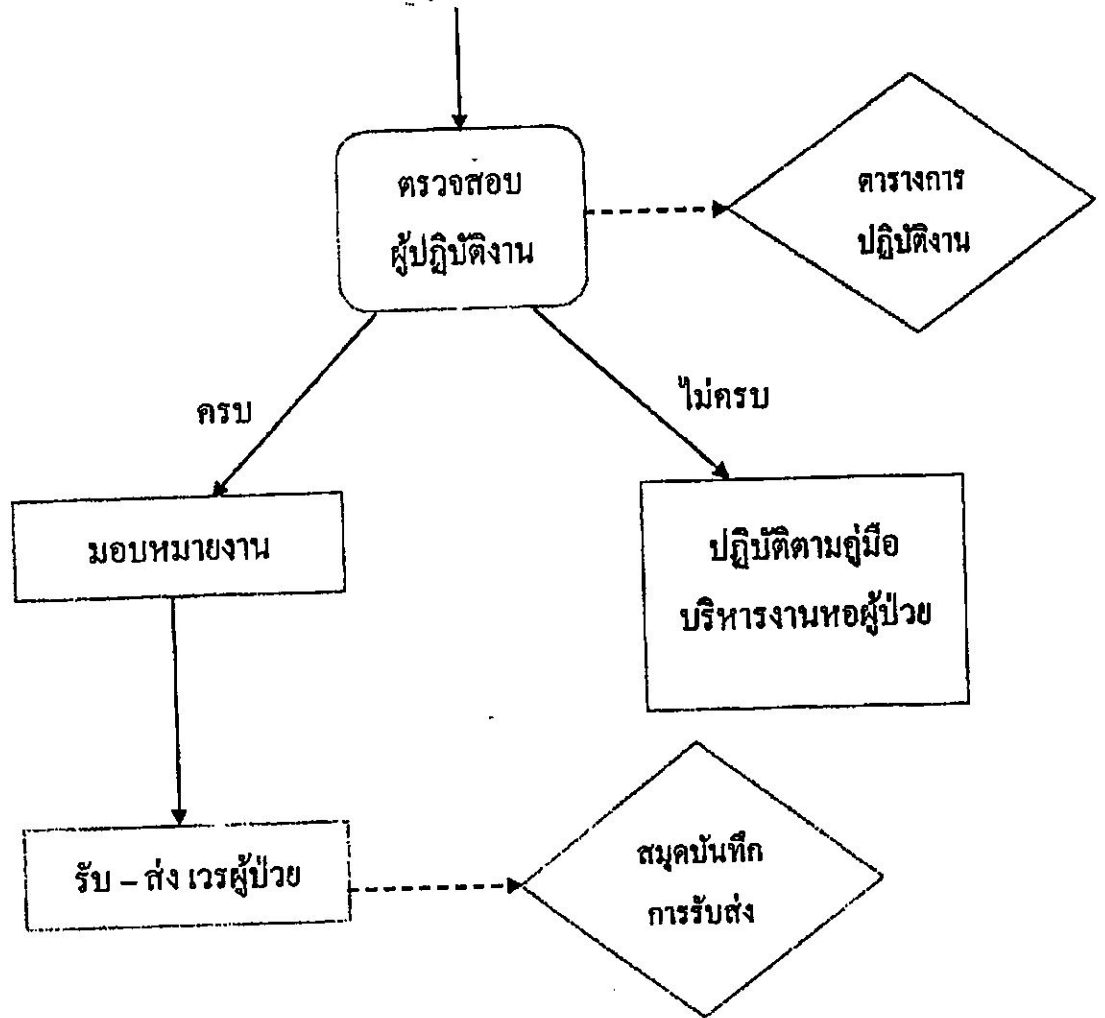 ตรวจสอบ
ผู้ปฏิบัติงาน
ตารางการ
ปฏิบัติงาน
ครบ
ไม่ครบ
มอบหมายงาน
ปฏิบัติตามคู่มือ
บริหารงานหอผู้ป่วย
รับ – ส่ง เวรผู้ป่วย
สมุดบันทึก
การรับส่ง